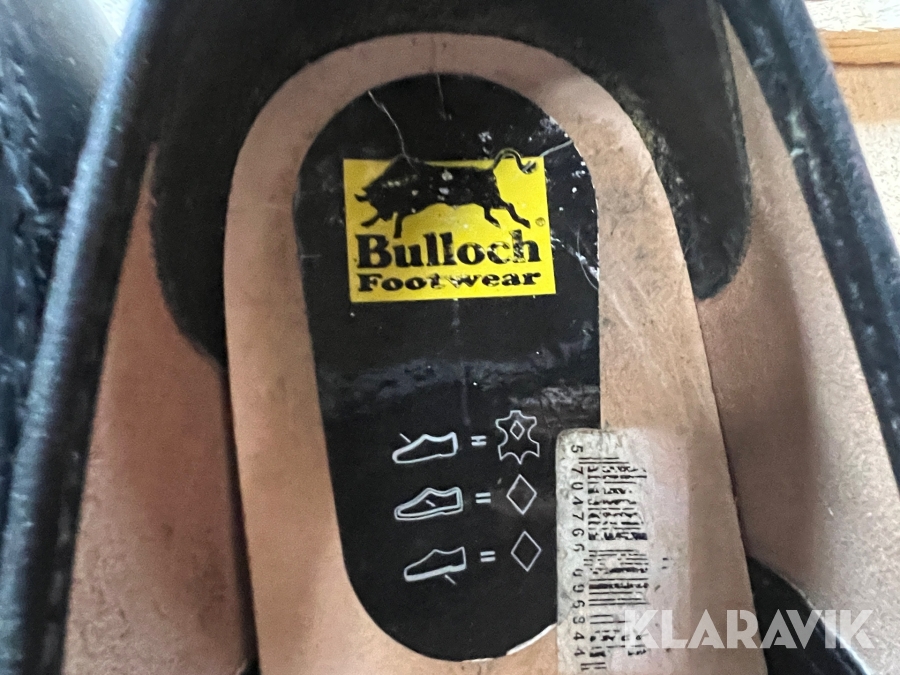 Bulloch
®
Footwear
=
=
=
KLARAVIK